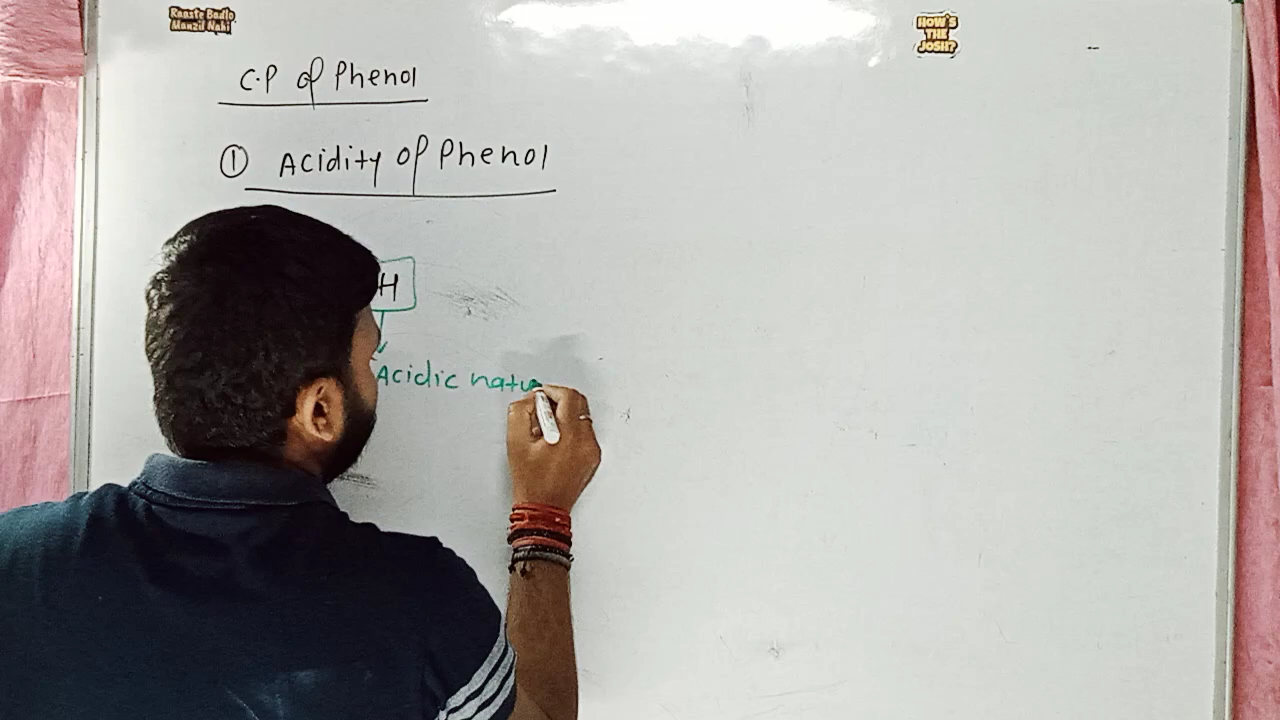 Raaste Badlo
Manzil Nahi
HOW'S
THE
JOSH?
C.P of Phenol
① Acidity of Phenol
H
Acidic natu